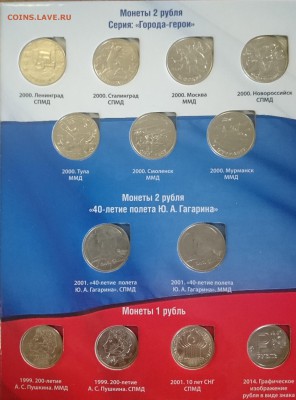 COINS.LAVE.RU
Монеты 2 рубля
Серия: «Города-герои»
2000. Ленинград
СПМД
2000. Сталинград
СПМД
2000. Москва
ММД
2000. Новороссийск
СПМД
2000. Тула
ММД
2000. Смоленск
ММД
2000. Мурманск
ММД
Монеты 2 рубля
«40-летие полета Ю. А. Гагарина»
2001. «40-летие полета
Ю. А. Гагарина». СПМД
2001. «40-летие полета
Ю. А. Гагарина». ММД
Монеты 1 рубль
1999. 200-летие
А. С. Пушкина. ММД
1999. 200-летие
А. С. Пушкина. СПМД
2001. 10 лет СНГ
СПМД
2014. Графическое
изображение
рубля в виде знака